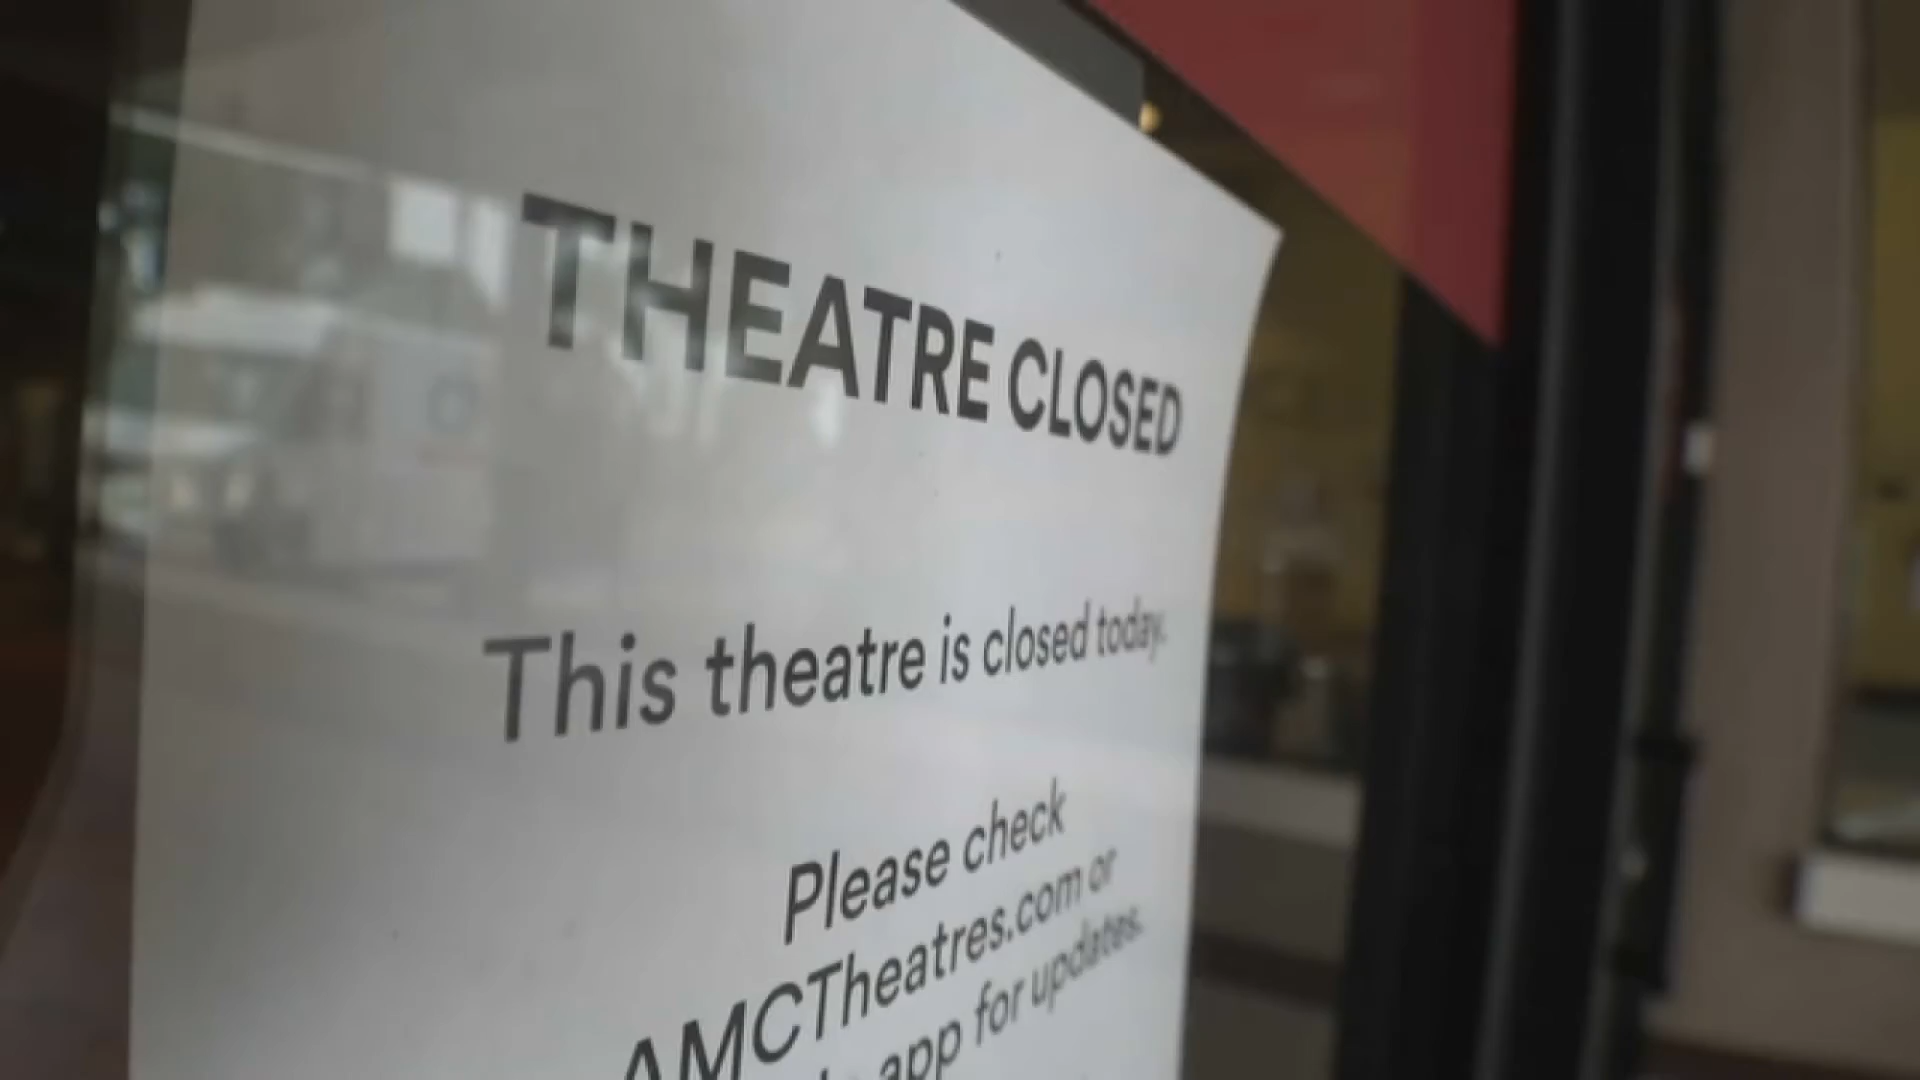 THEATRE CLOSED
This theatre is closed today.
Please check
AMCTheatres.com or
app for updates.